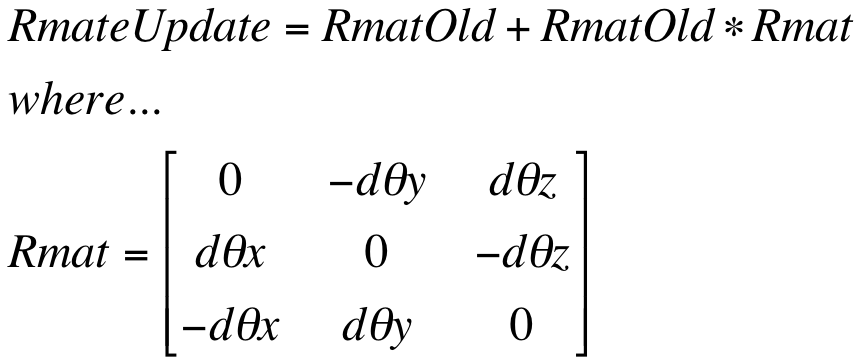 RmateUpdate = RmatOld + RmatOld * Rmat
where...
0 -dθy dθz
Rmat = dθx 0 -dθz
-dθx dθy 0